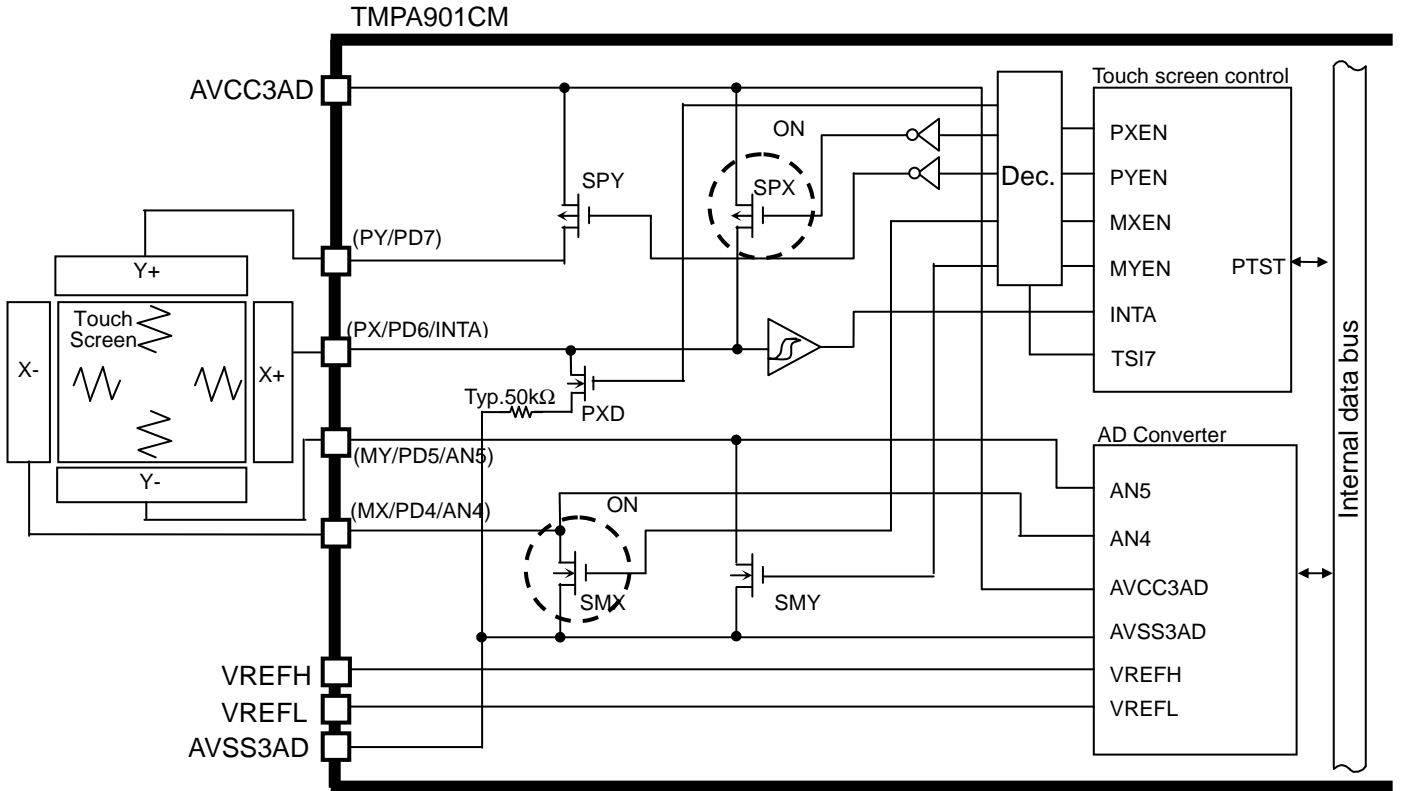 TMPA901CM
AVCC3AD
Touch screen control
ON
PXEN
SPY
SPX
Dec.
PYEN
MXEN
(PY/PD7)
MYEN
PTST
Y+
INTA
Touch
Screen
(PX/PD6/INTA)
TSI7
X-
X+
Typ.50kΩ
PXD
Internal data bus
AD Converter
(MY/PD5/AN5)
Y-
AN5
(MX/PD4/AN4)
ON
AN4
AVCC3AD
SMX
SMY
AVSS3AD
VREFH
VREFH
VREFL
VREFL
AVSS3AD